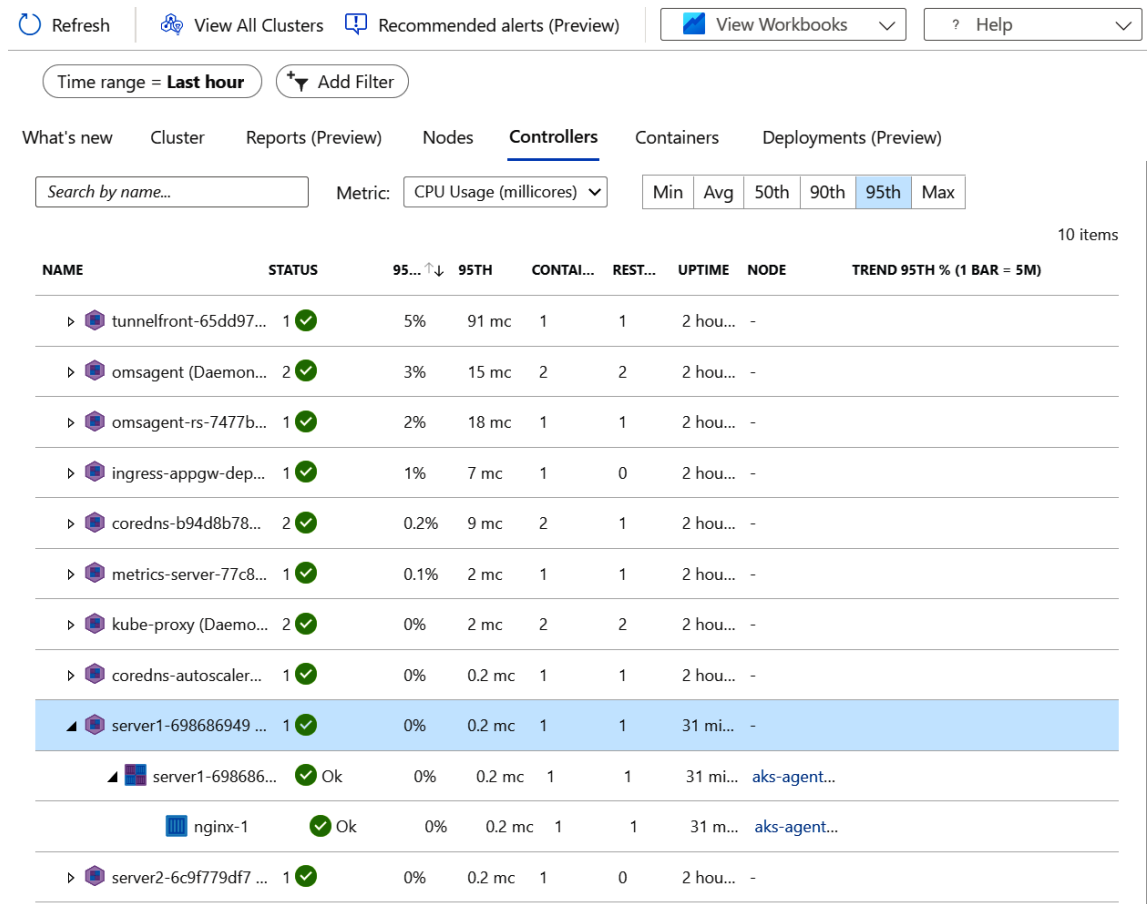 Refresh View All Clusters Recommended alerts (Preview) View Workbooks ? Help
Time range = Last hour Add Filter
What's new Cluster Reports (Preview) Nodes Controllers Containers Deployments (Preview)
Search by name... Metric: CPU Usage (millicores) Min Avg 50th 90th 95th Max
10 items
NAME STATUS 95... ↑↓ 95TH CONTAI... REST... UPTIME NODE TREND 95TH % (1 BAR = 5M)
tunnelfront-65dd97... 1 5% 91 mc 1 1 2 hou... -
omsagent (Daemon... 2 3% 15 mc 2 2 2 hou... -
omsagent-rs-7477b... 1 2% 18 mc 1 1 2 hou... -
ingress-appgw-dep... 1 1% 7 mc 1 0 2 hou... -
coredns-b94d8b78... 2 0.2% 9 mc 2 1 2 hou... -
metrics-server-77c8... 1 0.1% 2 mc 1 1 2 hou... -
kube-proxy (Daemo... 2 0% 2 mc 2 2 2 hou... -
coredns-autoscaler... 1 0% 0.2 mc 1 1 2 hou... -
server1-698686949 ... 1 0% 0.2 mc 1 1 31 mi... -
server1-698686... Ok 0% 0.2 mc 1 1 31 mi... aks-agent...
nginx-1 Ok 0% 0.2 mc 1 1 31 m... aks-agent...
server2-6c9f779df7 ... 1 0% 0.2 mc 1 0 2 hou... -